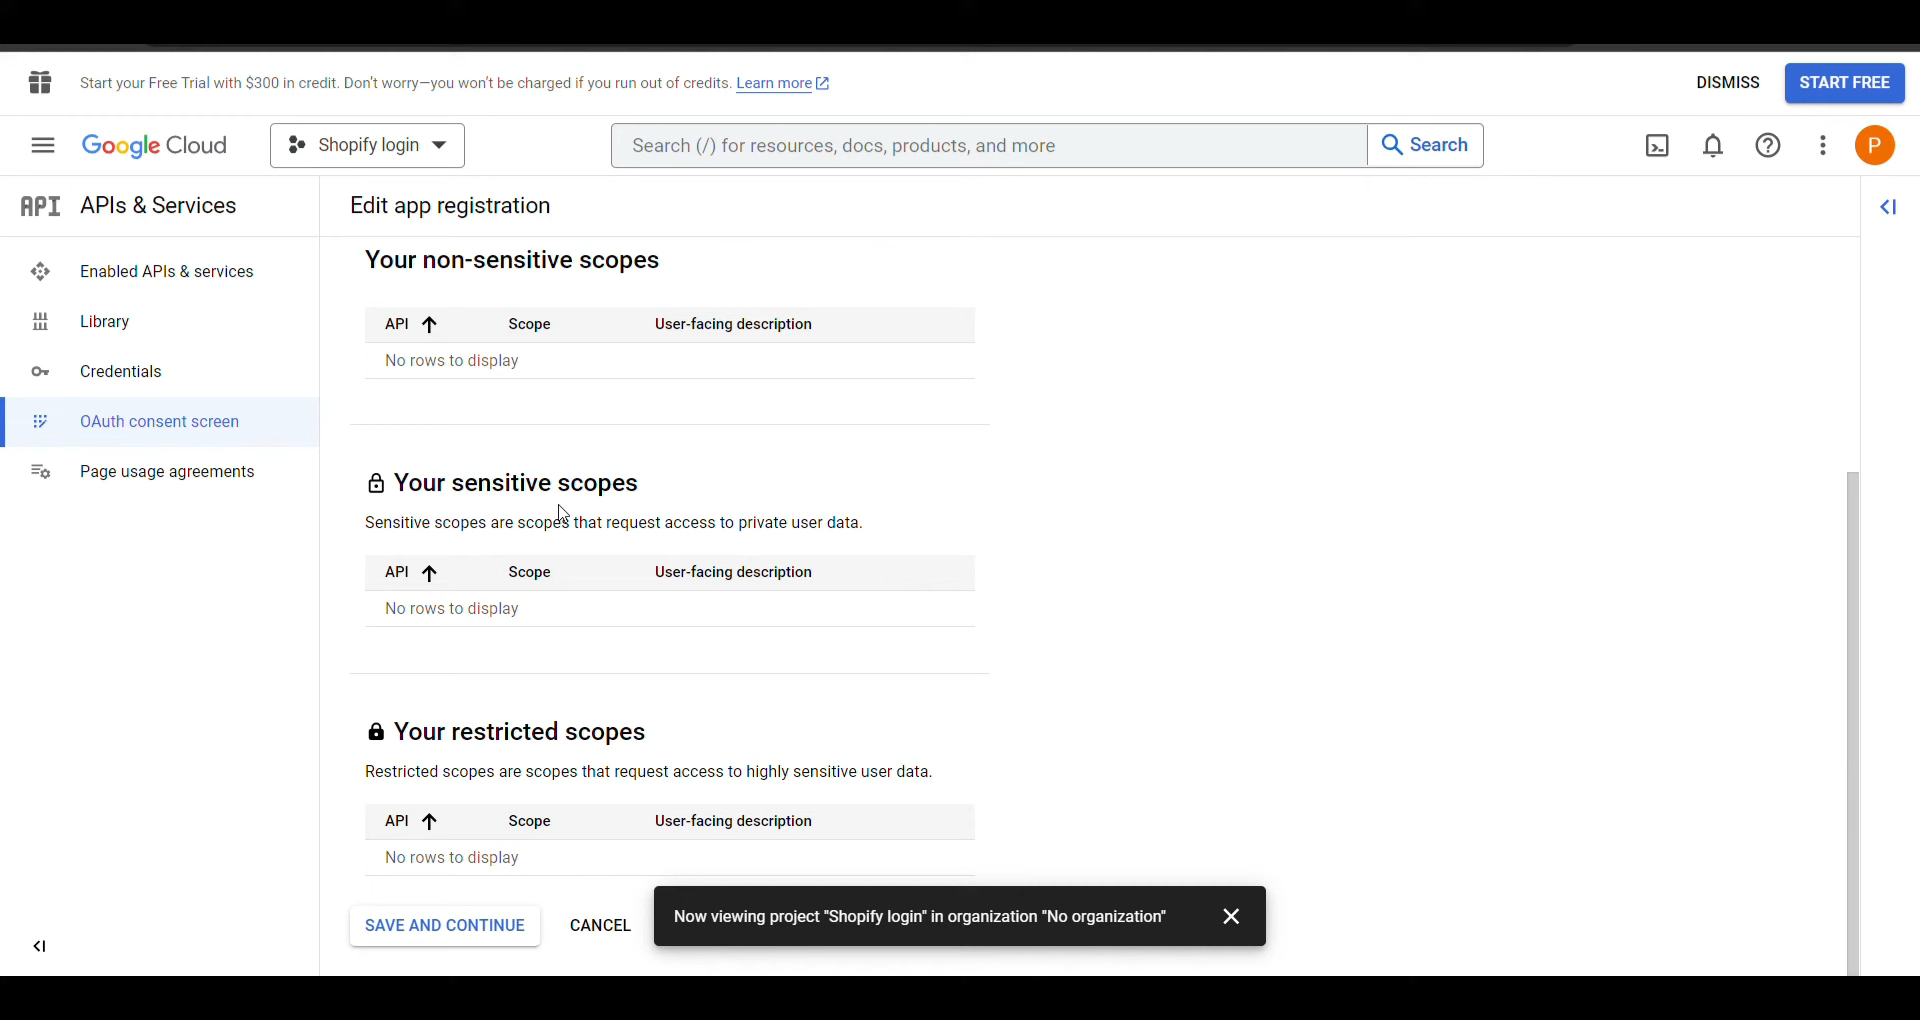 Start your Free Trial with $300 in credit. Don't worry—you won't be charged if you run out of credits. Learn more
DISMISS
START FREE
Google Cloud
Shopify login
Search (/) for resources, docs, products, and more
Search
P
API APIs & Services
Edit app registration
Enabled APIs & services
Library
Credentials
OAuth consent screen
Page usage agreements
Your non-sensitive scopes
API Scope User-facing description
No rows to display
Your sensitive scopes
Sensitive scopes are scopes that request access to private user data.
API Scope User-facing description
No rows to display
Your restricted scopes
Restricted scopes are scopes that request access to highly sensitive user data.
API Scope User-facing description
No rows to display
SAVE AND CONTINUE
CANCEL
Now viewing project "Shopify login" in organization "No organization"